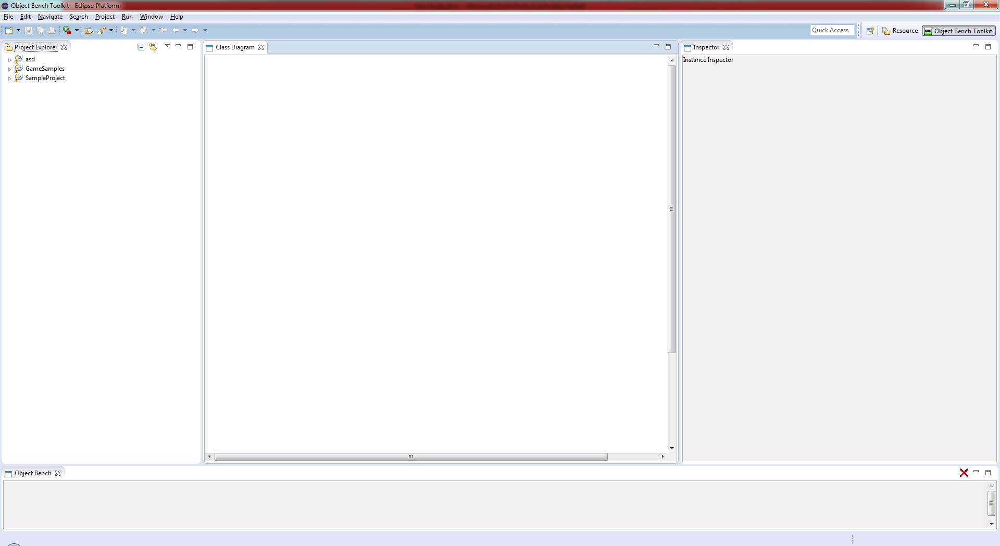 Object Bench Toolkit - Eclipse Platform
File Edit Navigate Search Project Run Window Help
Quick Access
Resource
Object Bench Toolkit
Project Explorer
asd
GameSamples
SampleProject
Class Diagram
Inspector
Instance Inspector
Object Bench